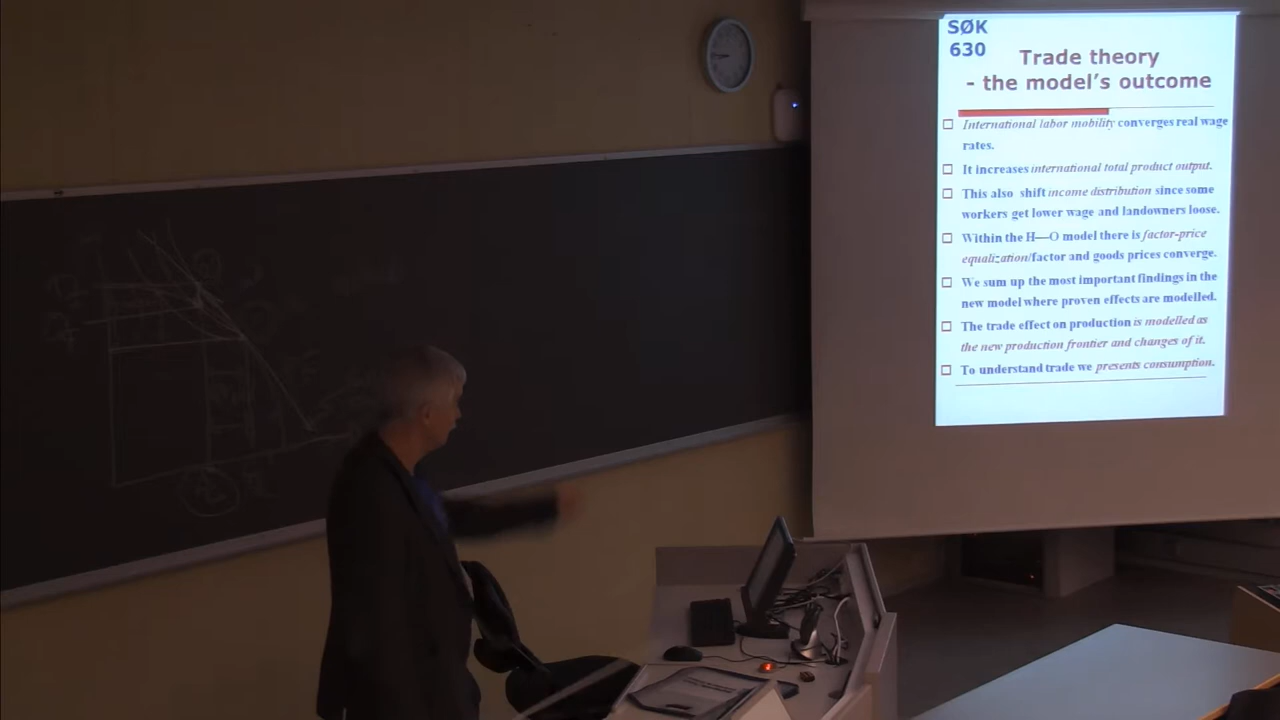 SØK
630
Trade theory
- the model's outcome
International labor mobility converges real wage
rates.
It increases international total product output.
This also shift income distribution since some
workers get lower wage and landowners loose.
Within the H—O model there is factor-price
equalization/factor and goods prices converge.
We sum up the most important findings in the
new model where proven effects are modelled.
The trade effect on production is modelled as
the new production frontier and changes of it.
To understand trade we presents consumption.